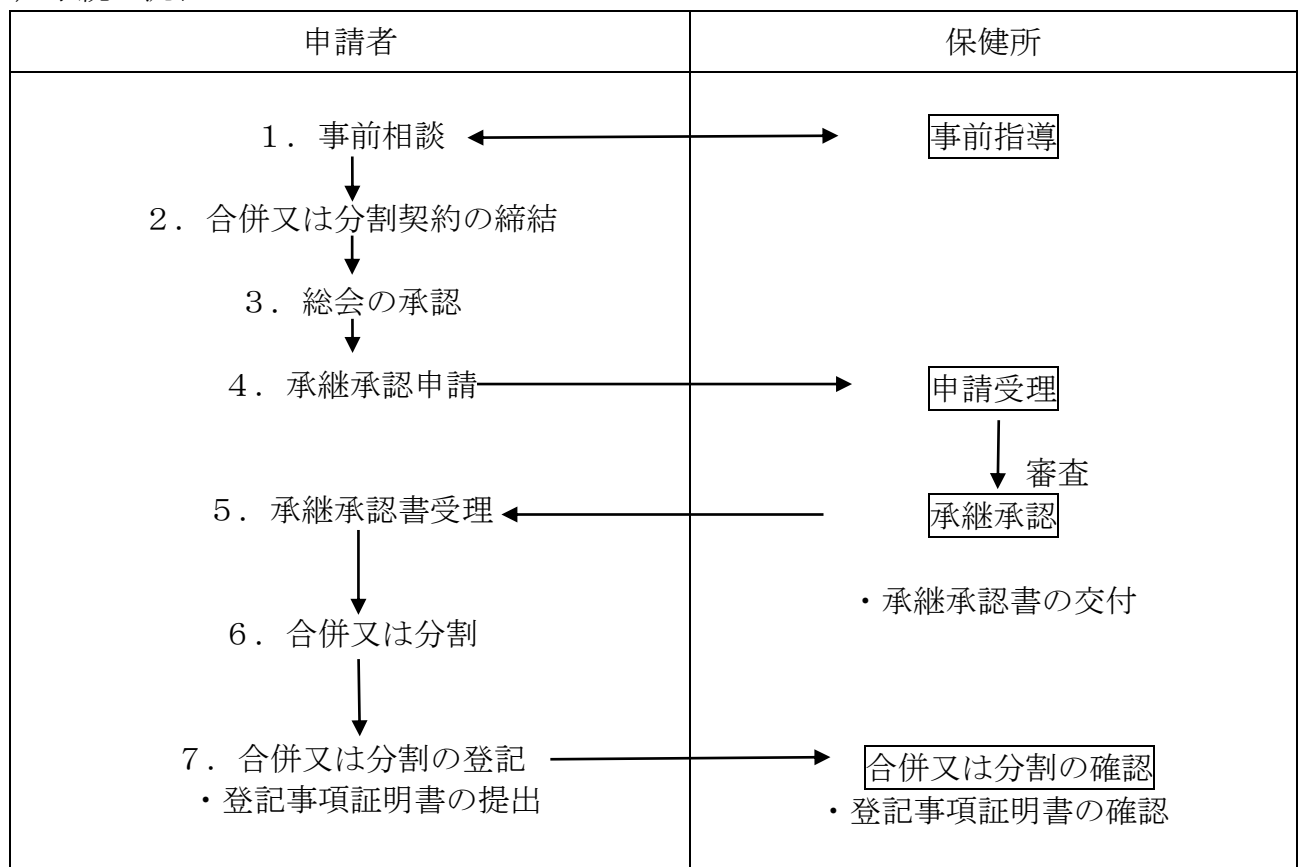 申請者 保健所
１．事前相談 事前指導
２．合併又は分割契約の締結
３．総会の承認
４．承継承認申請 申請受理
審査
５．承継承認書受理 承継承認
・承継承認書の交付
６．合併又は分割
７．合併又は分割の登記 合併又は分割の確認
・登記事項証明書の提出 ・登記事項証明書の確認